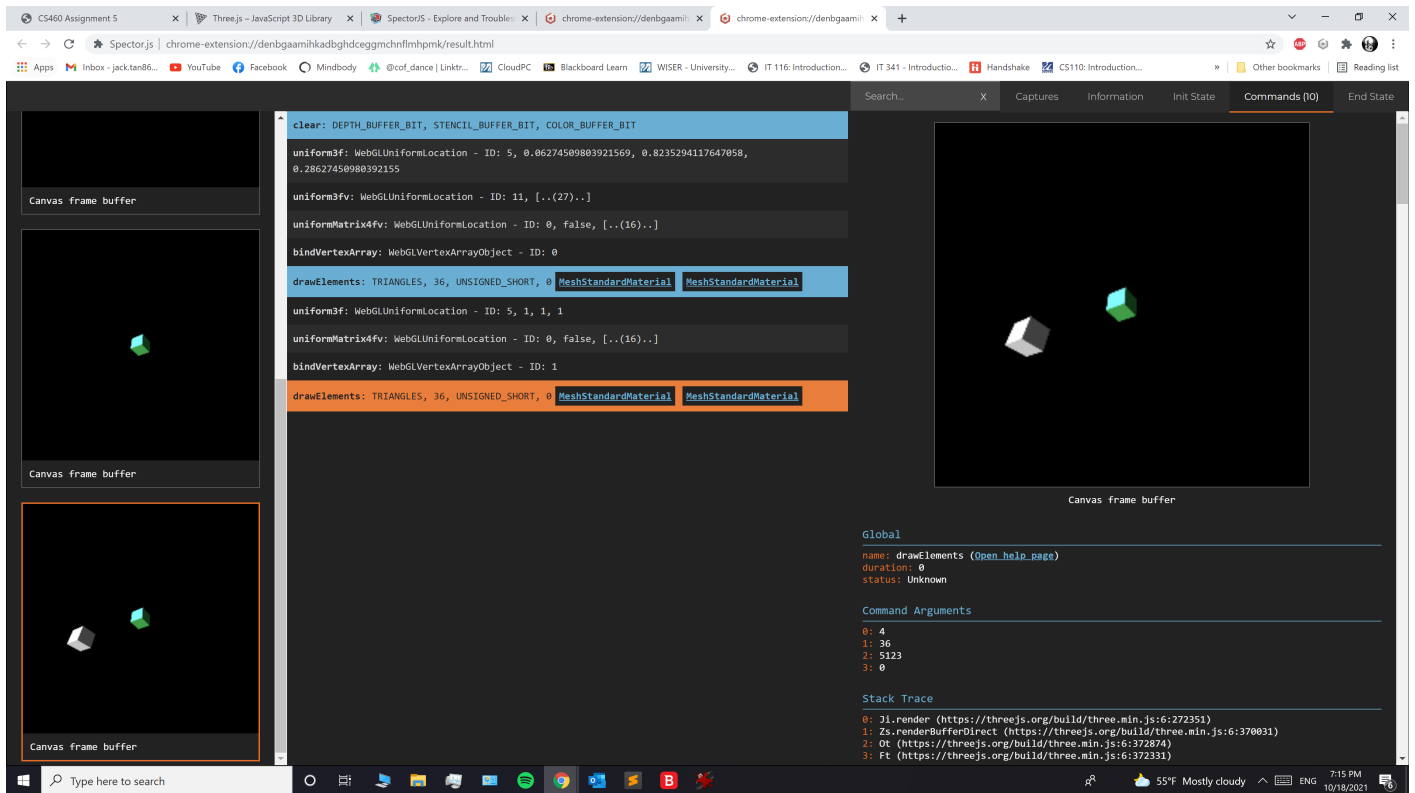 CS460 Assignment 5
Three.js – JavaScript 3D Library
SpectorJS - Explore and Troubles
chrome-extension://denbgaamih
chrome-extension://denbgaamih
Spector.js | chrome-extension://denbgaamihkadbghdceggmchnflmhpmk/result.html
ABP
Apps
Inbox - jack.tan86...
YouTube
Facebook
Mindbody
@cof_dance | Linktr...
CloudPC
Blackboard Learn
WISER - University...
IT 116: Introduction...
IT 341 - Introductio...
Handshake
CS110: Introduction...
»
Other bookmarks
Reading list
Search...
X
Captures
Information
Init State
Commands (10)
End State
Canvas frame buffer
Canvas frame buffer
Canvas frame buffer
clear: DEPTH_BUFFER_BIT, STENCIL_BUFFER_BIT, COLOR_BUFFER_BIT
uniform3f: WebGLUniformLocation - ID: 5, 0.06274509803921569, 0.8235294117647058,
0.28627450980392155
uniform3fv: WebGLUniformLocation - ID: 11, [..(27)..]
uniformMatrix4fv: WebGLUniformLocation - ID: 0, false, [..(16)..]
bindVertexArray: WebGLVertexArrayObject - ID: 0
drawElements: TRIANGLES, 36, UNSIGNED_SHORT, 0 MeshStandardMaterial MeshStandardMaterial
uniform3f: WebGLUniformLocation - ID: 5, 1, 1, 1
uniformMatrix4fv: WebGLUniformLocation - ID: 0, false, [..(16)..]
bindVertexArray: WebGLVertexArrayObject - ID: 1
drawElements: TRIANGLES, 36, UNSIGNED_SHORT, 0 MeshStandardMaterial MeshStandardMaterial
Canvas frame buffer
Global
name: drawElements (Open help page)
duration: 0
status: Unknown
Command Arguments
0: 4
1: 36
2: 5123
3: 0
Stack Trace
0: Ji.render (https://threejs.org/build/three.min.js:6:272351)
1: Zs.renderBufferDirect (https://threejs.org/build/three.min.js:6:370031)
2: Ot (https://threejs.org/build/three.min.js:6:372874)
3: Ft (https://threejs.org/build/three.min.js:6:372331)
Type here to search
55°F Mostly cloudy
ENG
7:15 PM
10/18/2021
6